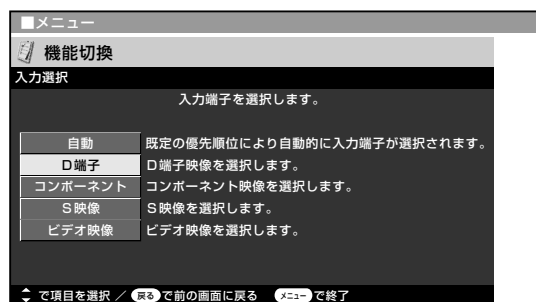 ■メニュー
機能切換
入力選択
入力端子を選択します。
自動 既定の優先順位により自動的に入力端子が選択されます。
D端子 D端子映像を選択します。
コンポーネント コンポーネント映像を選択します。
S映像 S映像を選択します。
ビデオ映像 ビデオ映像を選択します。
で項目を選択 / 戻る で前の画面に戻る メニュー で終了